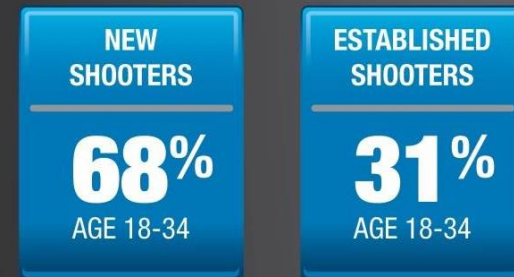 NEW
SHOOTERS
68%
AGE 18-34
ESTABLISHED
SHOOTERS
31%
AGE 18-34